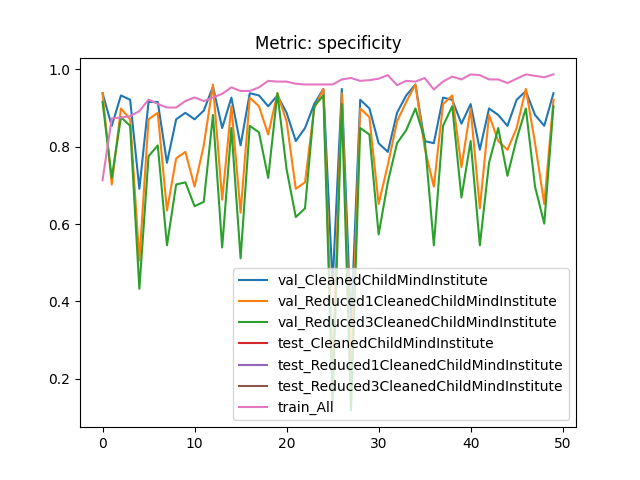 Metric: specificity
1.0
0.8
0.6
0.4
0.2
0
10
20
30
40
50
val_CleanedChildMindInstitute
val_Reduced1CleanedChildMindInstitute
val_Reduced3CleanedChildMindInstitute
test_CleanedChildMindInstitute
test_Reduced1CleanedChildMindInstitute
test_Reduced3CleanedChildMindInstitute
train_All